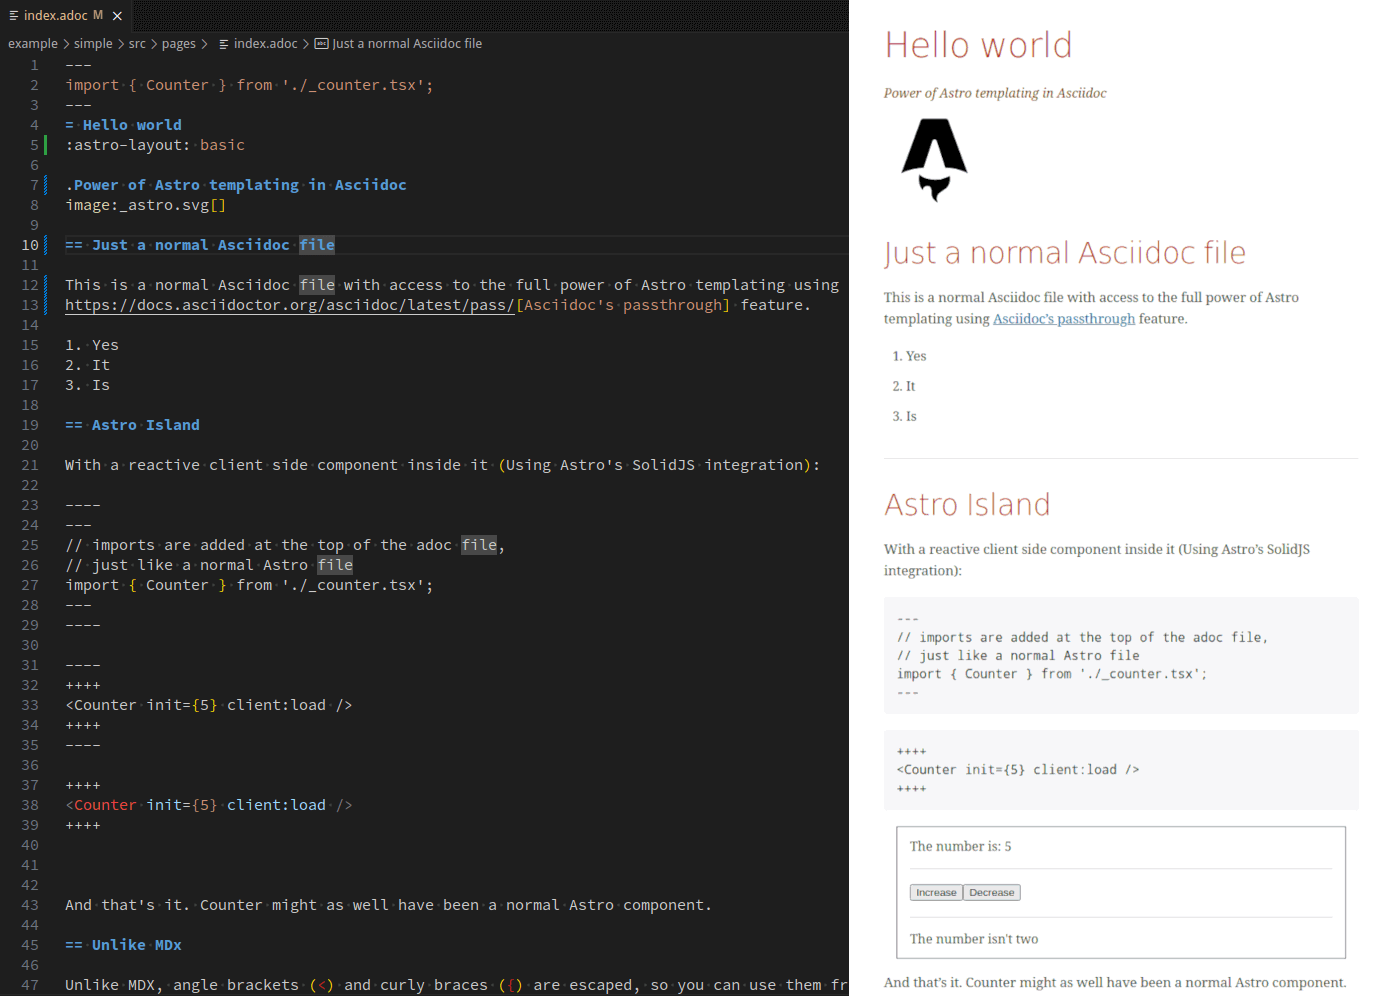 index.adoc M ×
example > simple > src > pages > index.adoc > Just a normal Asciidoc file
1 ---
2 import { Counter } from './_counter.tsx';
3 ---
4 = Hello world
5 :astro-layout: basic
6
7 .Power of Astro templating in Asciidoc
8 image:_astro.svg[]
9
10 == Just a normal Asciidoc file
11
12 This is a normal Asciidoc file with access to the full power of Astro templating using
13 https://docs.asciidoctor.org/asciidoc/latest/pass/[Asciidoc's passthrough] feature.
14
15 1. Yes
16 2. It
17 3. Is
18
19 == Astro Island
20
21 With a reactive client side component inside it (Using Astro's SolidJS integration):
22
23 ----
24 ---
25 // imports are added at the top of the adoc file,
26 // just like a normal Astro file
27 import { Counter } from './_counter.tsx';
28 ---
29 ----
30
31 ----
32 ++++
33 <Counter init={5} client:load />
34 ++++
35 ----
36
37 ++++
38 <Counter init={5} client:load />
39 ++++
40
41
42
43 And that's it. Counter might as well have been a normal Astro component.
44
45 == Unlike MDx
46
47 Unlike MDX, angle brackets (<) and curly braces ({) are escaped, so you can use them fr
Hello world
Power of Astro templating in Asciidoc
Just a normal Asciidoc file
This is a normal Asciidoc file with access to the full power of Astro
templating using Asciidoc's passthrough feature.
1. Yes
2. It
3. Is
Astro Island
With a reactive client side component inside it (Using Astro's SolidJS
integration):
---
// imports are added at the top of the adoc file,
// just like a normal Astro file
import { Counter } from './_counter.tsx';
---
++++
<Counter init={5} client:load />
++++
The number is: 5
Increase Decrease
The number isn't two
And that's it. Counter might as well have been a normal Astro component.